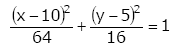 (x−10)²/64 + (y−5)²/16 = 1